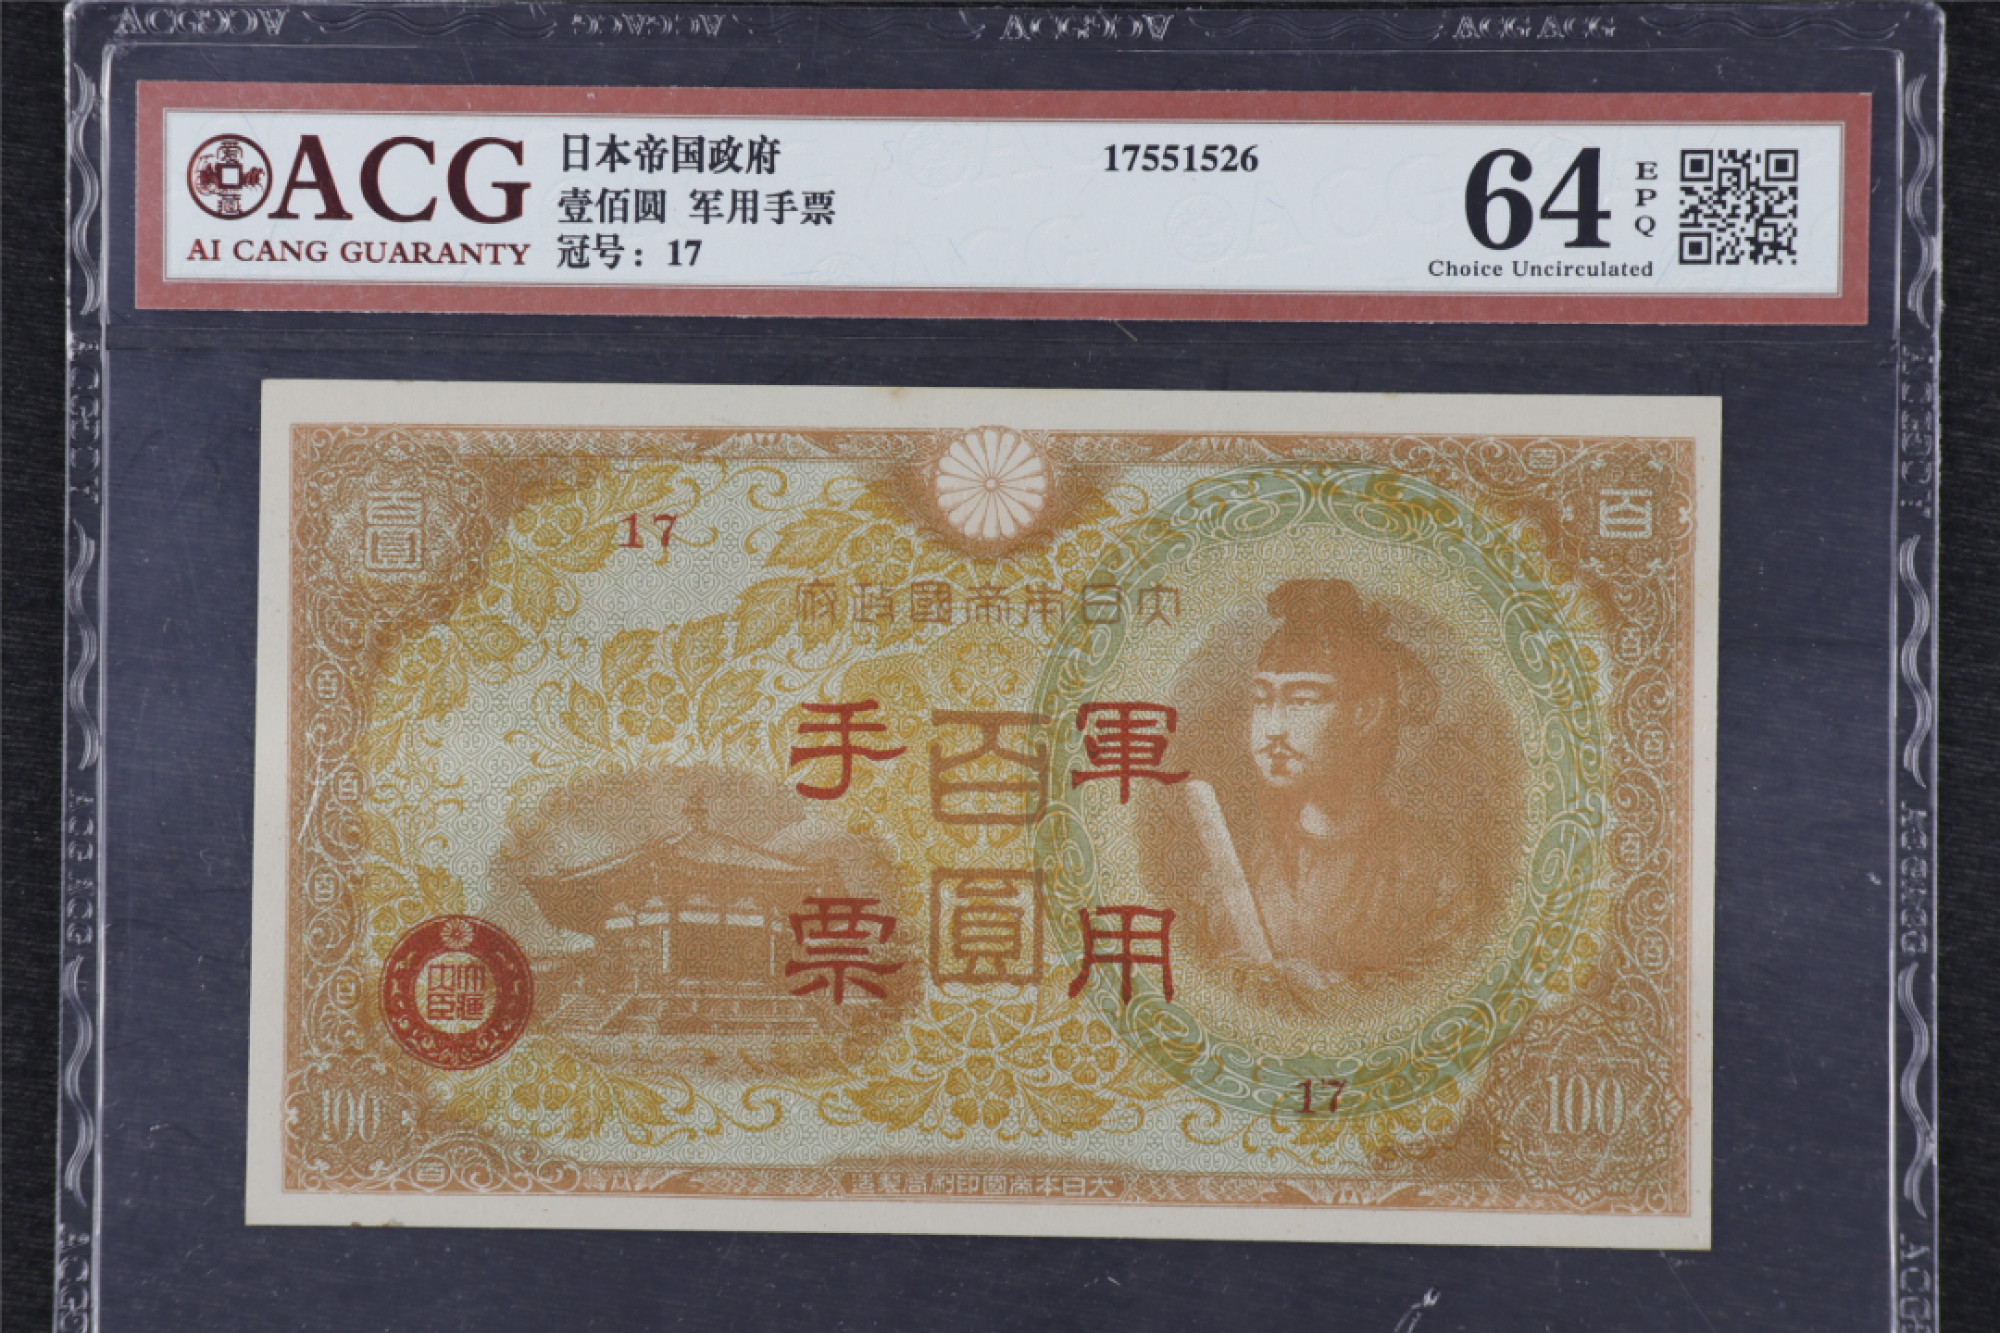 ACG
AI CANG GUARANTY
日本帝国政府
壹佰圆 军用手票
冠号：17
17551526
64
EPQ
Choice Uncirculated
百圓
百
17
府政國帝本日大
手 百 軍
票 圓 用
17
100
100
大日本帝國印刷局製造